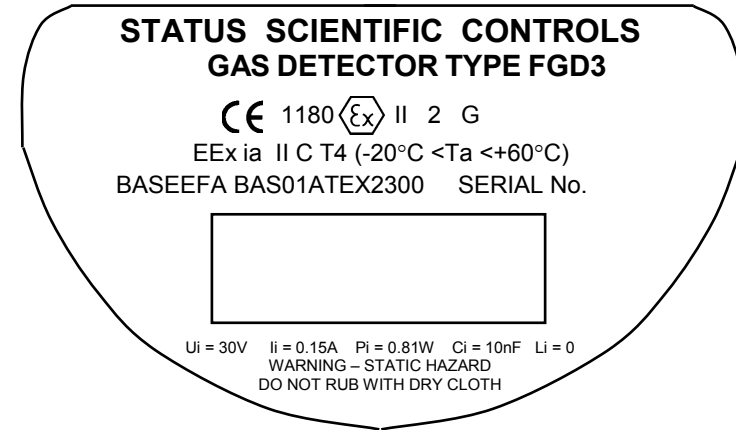 STATUS SCIENTIFIC CONTROLS
GAS DETECTOR TYPE FGD3
CE 1180 Ex II 2 G
EEx ia II C T4 (-20°C <Ta <+60°C)
BASEEFA BAS01ATEX2300 SERIAL No.
Ui = 30V Ii = 0.15A Pi = 0.81W Ci = 10nF Li = 0
WARNING – STATIC HAZARD
DO NOT RUB WITH DRY CLOTH